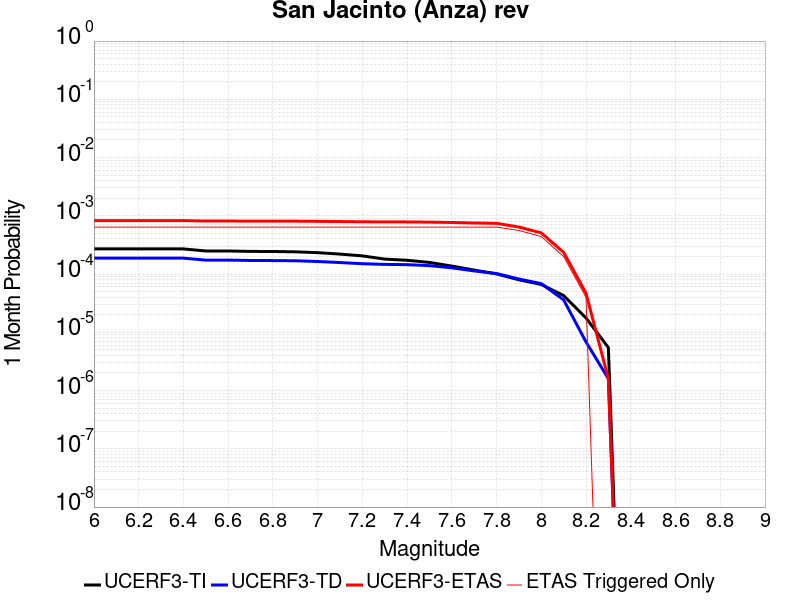 San Jacinto (Anza) rev
10^0
10^-1
10^-2
10^-3
10^-4
10^-5
10^-6
10^-7
10^-8
1 Month Probability
6 6.2 6.4 6.6 6.8 7 7.2 7.4 7.6 7.8 8 8.2 8.4 8.6 8.8 9
Magnitude
UCERF3-TI UCERF3-TD UCERF3-ETAS ETAS Triggered Only